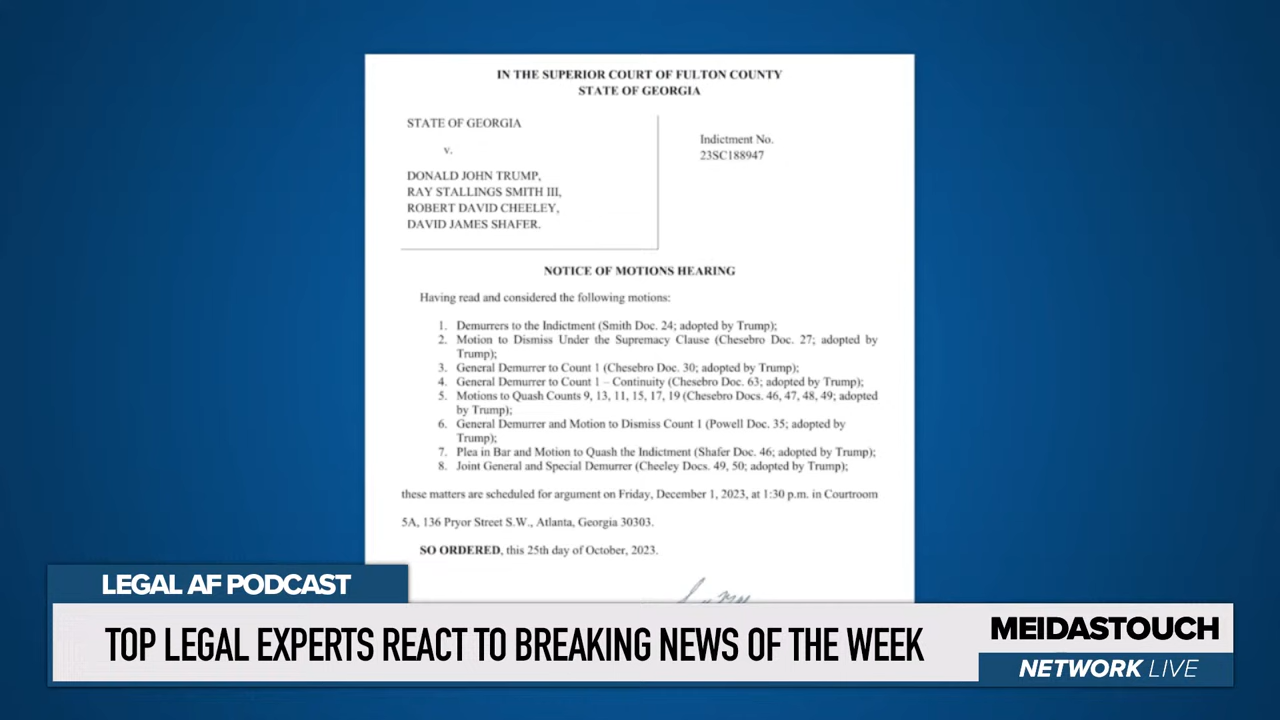 IN THE SUPERIOR COURT OF FULTON COUNTY
STATE OF GEORGIA
STATE OF GEORGIA
v.
DONALD JOHN TRUMP,
RAY STALLINGS SMITH III,
ROBERT DAVID CHEELEY,
DAVID JAMES SHAFER.
Indictment No.
23SC188947
NOTICE OF MOTIONS HEARING
Having read and considered the following motions:
1. Demurrers to the Indictment (Smith Doc. 24; adopted by Trump);
2. Motion to Dismiss Under the Supremacy Clause (Chesebro Doc. 27; adopted by
Trump);
3. General Demurrer to Count 1 (Chesebro Doc. 30; adopted by Trump);
4. General Demurrer to Count 1 – Continuity (Chesebro Doc. 63; adopted by Trump);
5. Motions to Quash Counts 9, 13, 11, 15, 17, 19 (Chesebro Docs. 46, 47, 48, 49; adopted
by Trump);
6. General Demurrer and Motion to Dismiss Count 1 (Powell Doc. 35; adopted by
Trump);
7. Plea in Bar and Motion to Quash the Indictment (Shafer Doc. 46; adopted by Trump);
8. Joint General and Special Demurrer (Cheeley Docs. 49, 50; adopted by Trump);
these matters are scheduled for argument on Friday, December 1, 2023, at 1:30 p.m. in Courtroom
5A, 136 Pryor Street S.W., Atlanta, Georgia 30303.
SO ORDERED, this 25th day of October, 2023.
LEGAL AF PODCAST
TOP LEGAL EXPERTS REACT TO BREAKING NEWS OF THE WEEK
MEIDASTOUCH
NETWORK LIVE